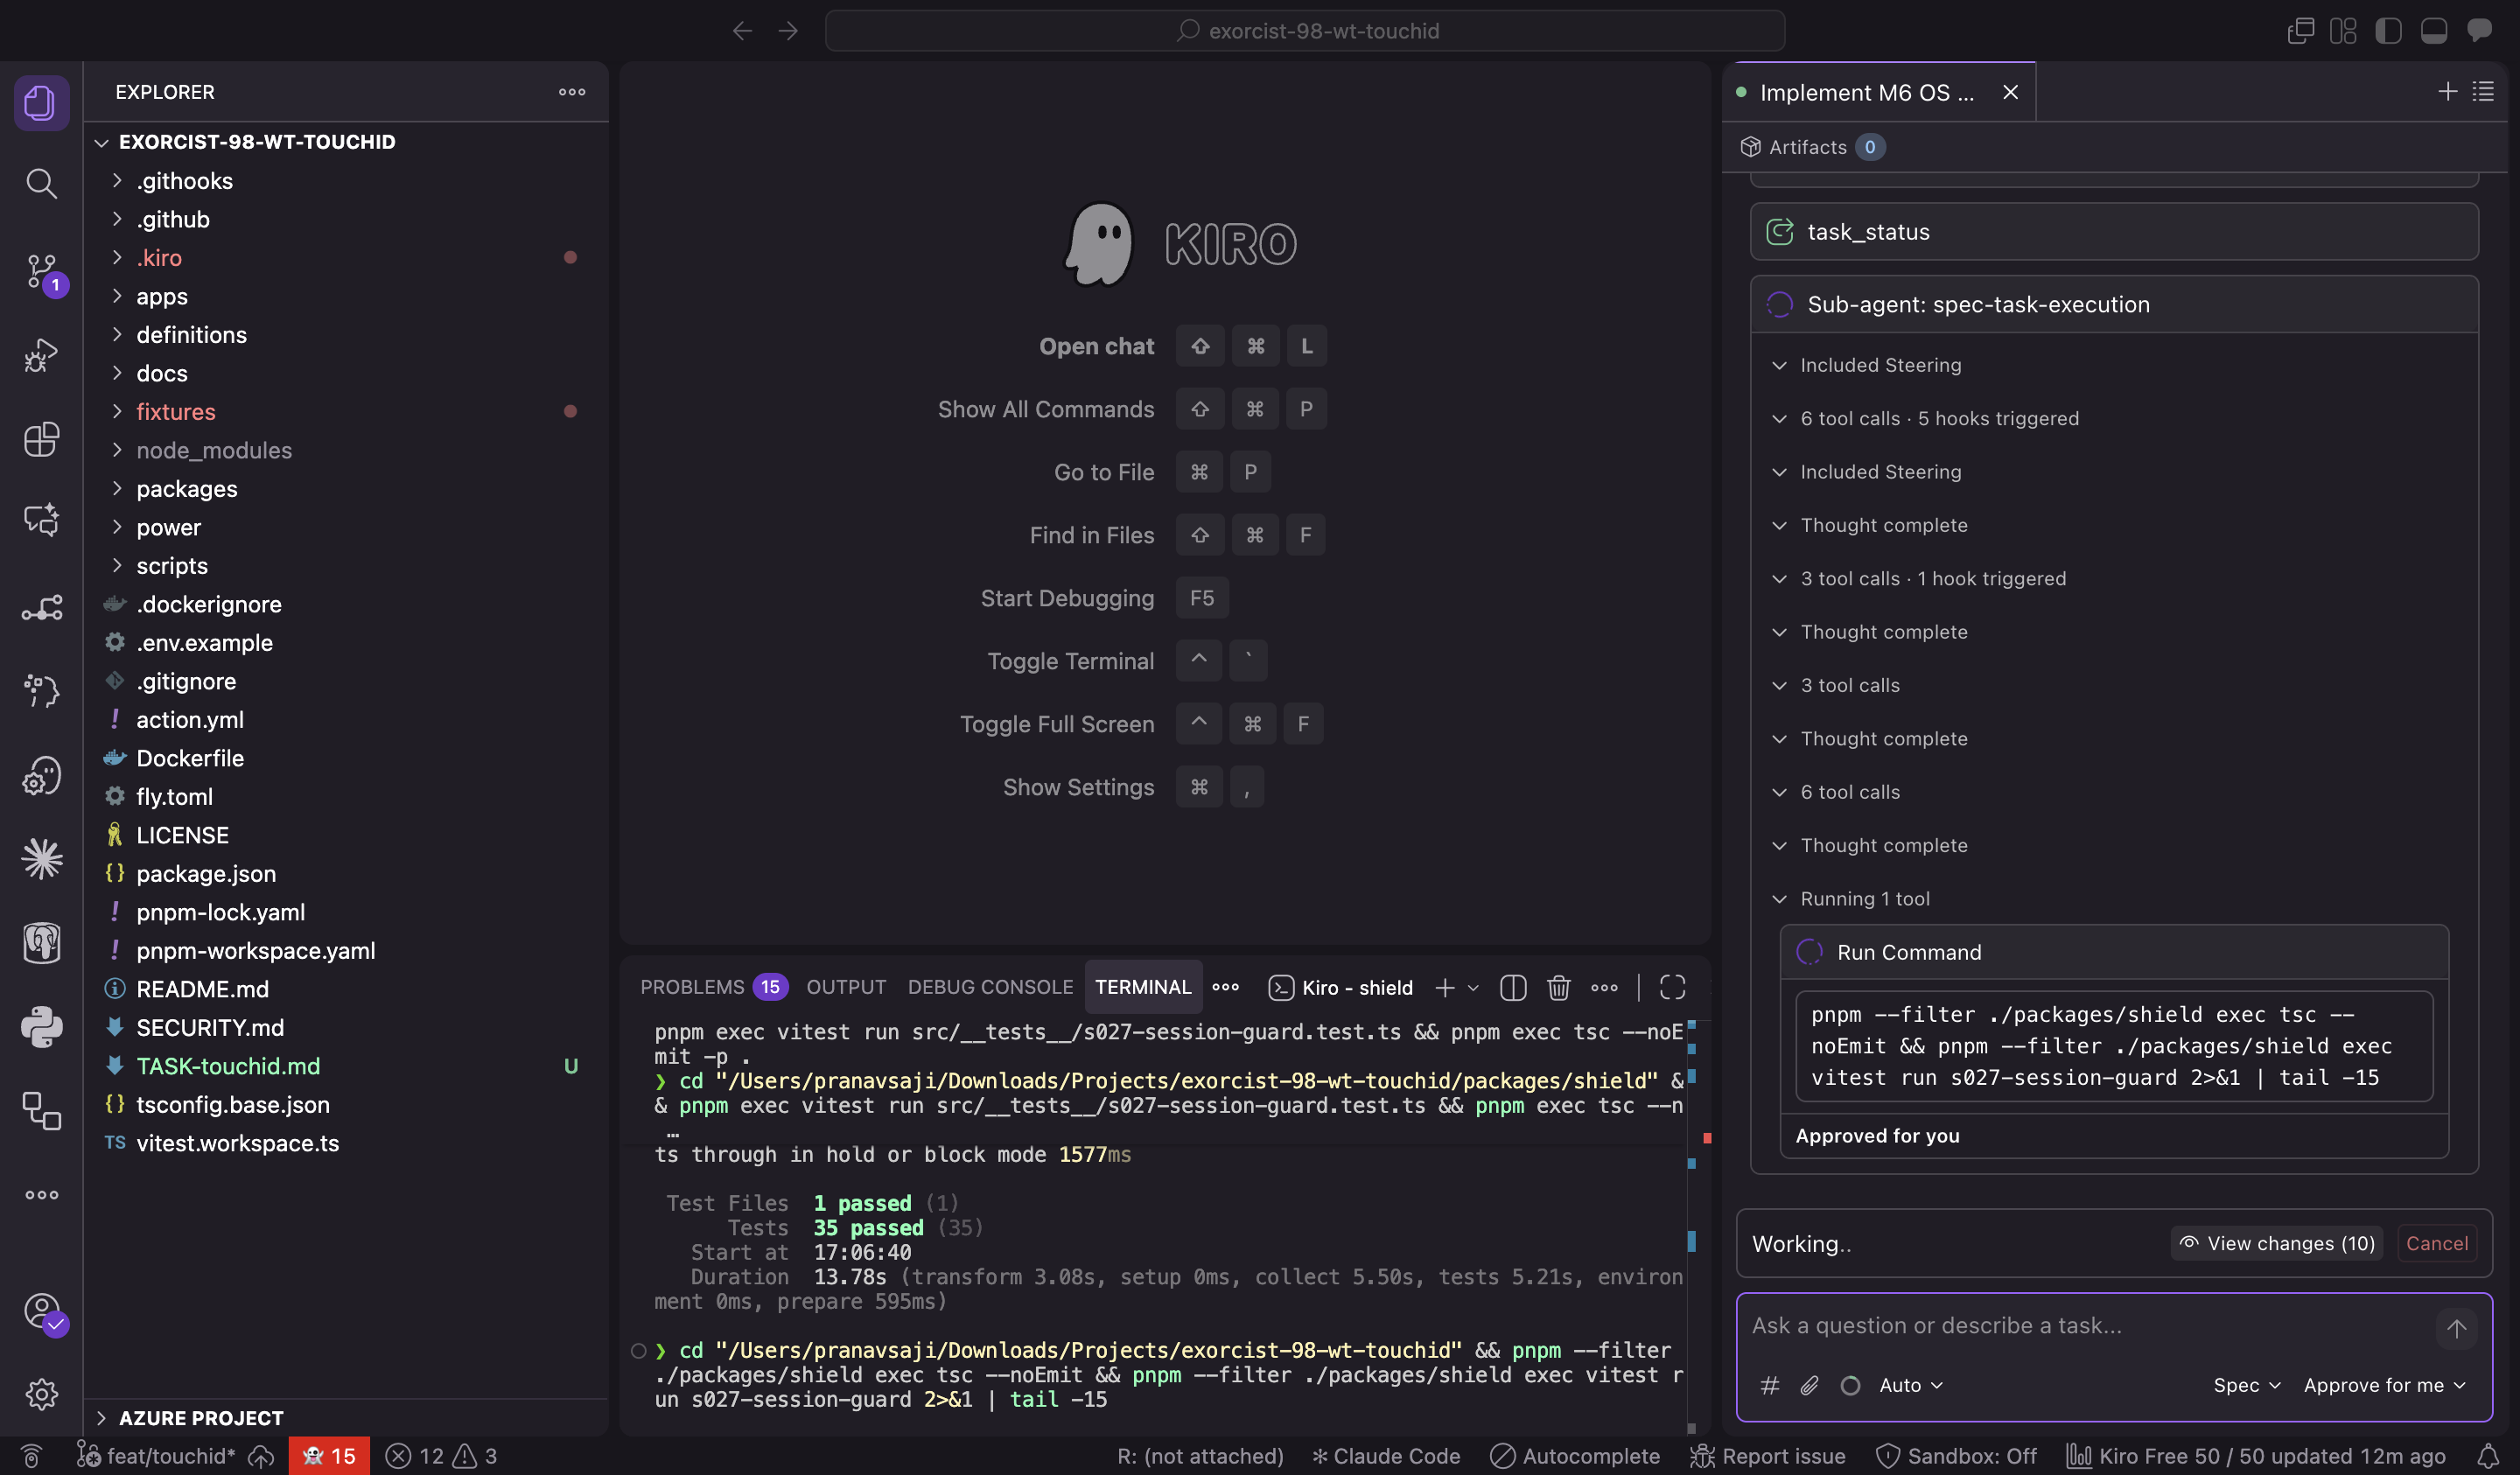 exorcist-98-wt-touchid
EXPLORER
EXORCIST-98-WT-TOUCHID
.githooks
.github
.kiro
apps
definitions
docs
fixtures
node_modules
packages
power
scripts
.dockerignore
.env.example
.gitignore
! action.yml
Dockerfile
fly.toml
LICENSE
{} package.json
! pnpm-lock.yaml
! pnpm-workspace.yaml
README.md
SECURITY.md
TASK-touchid.md U
{} tsconfig.base.json
TS vitest.workspace.ts
AZURE PROJECT
1
KIRO
Open chat ⇧ ⌘ L
Show All Commands ⇧ ⌘ P
Go to File ⌘ P
Find in Files ⇧ ⌘ F
Start Debugging F5
Toggle Terminal ^ `
Toggle Full Screen ^ ⌘ F
Show Settings ⌘ ,
PROBLEMS 15 OUTPUT DEBUG CONSOLE TERMINAL Kiro - shield
pnpm exec vitest run src/__tests__/s027-session-guard.test.ts && pnpm exec tsc --noE
mit -p .
❯ cd "/Users/pranavsaji/Downloads/Projects/exorcist-98-wt-touchid/packages/shield" &
& pnpm exec vitest run src/__tests__/s027-session-guard.test.ts && pnpm exec tsc --n
…
ts through in hold or block mode 1577ms
Test Files 1 passed (1)
Tests 35 passed (35)
Start at 17:06:40
Duration 13.78s (transform 3.08s, setup 0ms, collect 5.50s, tests 5.21s, environ
ment 0ms, prepare 595ms)
❯ cd "/Users/pranavsaji/Downloads/Projects/exorcist-98-wt-touchid" && pnpm --filter
./packages/shield exec tsc --noEmit && pnpm --filter ./packages/shield exec vitest r
un s027-session-guard 2>&1 | tail -15
Implement M6 OS ...
Artifacts 0
task_status
Sub-agent: spec-task-execution
Included Steering
6 tool calls · 5 hooks triggered
Included Steering
Thought complete
3 tool calls · 1 hook triggered
Thought complete
3 tool calls
Thought complete
6 tool calls
Thought complete
Running 1 tool
Run Command
pnpm --filter ./packages/shield exec tsc --
noEmit && pnpm --filter ./packages/shield exec
vitest run s027-session-guard 2>&1 | tail -15
Approved for you
Working.. View changes (10) Cancel
Ask a question or describe a task...
# Auto Spec Approve for me
feat/touchid* 15 12 3 R: (not attached) Claude Code Autocomplete Report issue Sandbox: Off Kiro Free 50 / 50 updated 12m ago